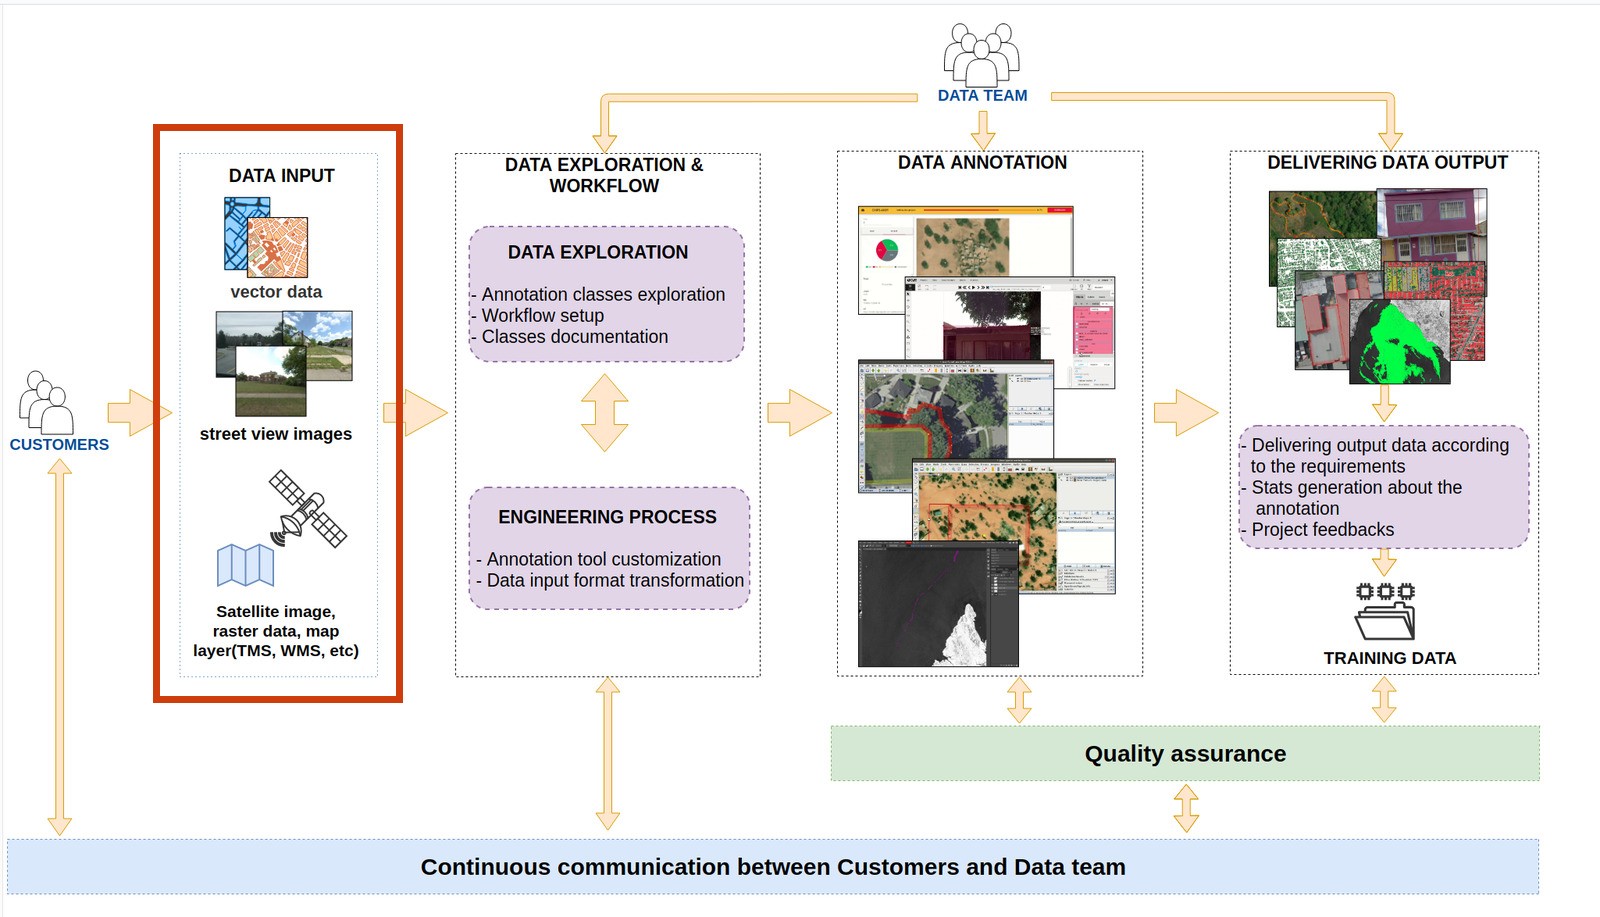 DATA TEAM
CUSTOMERS
DATA INPUT
vector data
street view images
Satellite image,
raster data, map
layer(TMS, WMS, etc)
DATA EXPLORATION &
WORKFLOW
DATA EXPLORATION
- Annotation classes exploration
- Workflow setup
- Classes documentation
ENGINEERING PROCESS
- Annotation tool customization
- Data input format transformation
DATA ANNOTATION
DELIVERING DATA OUTPUT
- Delivering output data according
to the requirements
- Stats generation about the
annotation
- Project feedbacks
TRAINING DATA
Quality assurance
Continuous communication between Customers and Data team